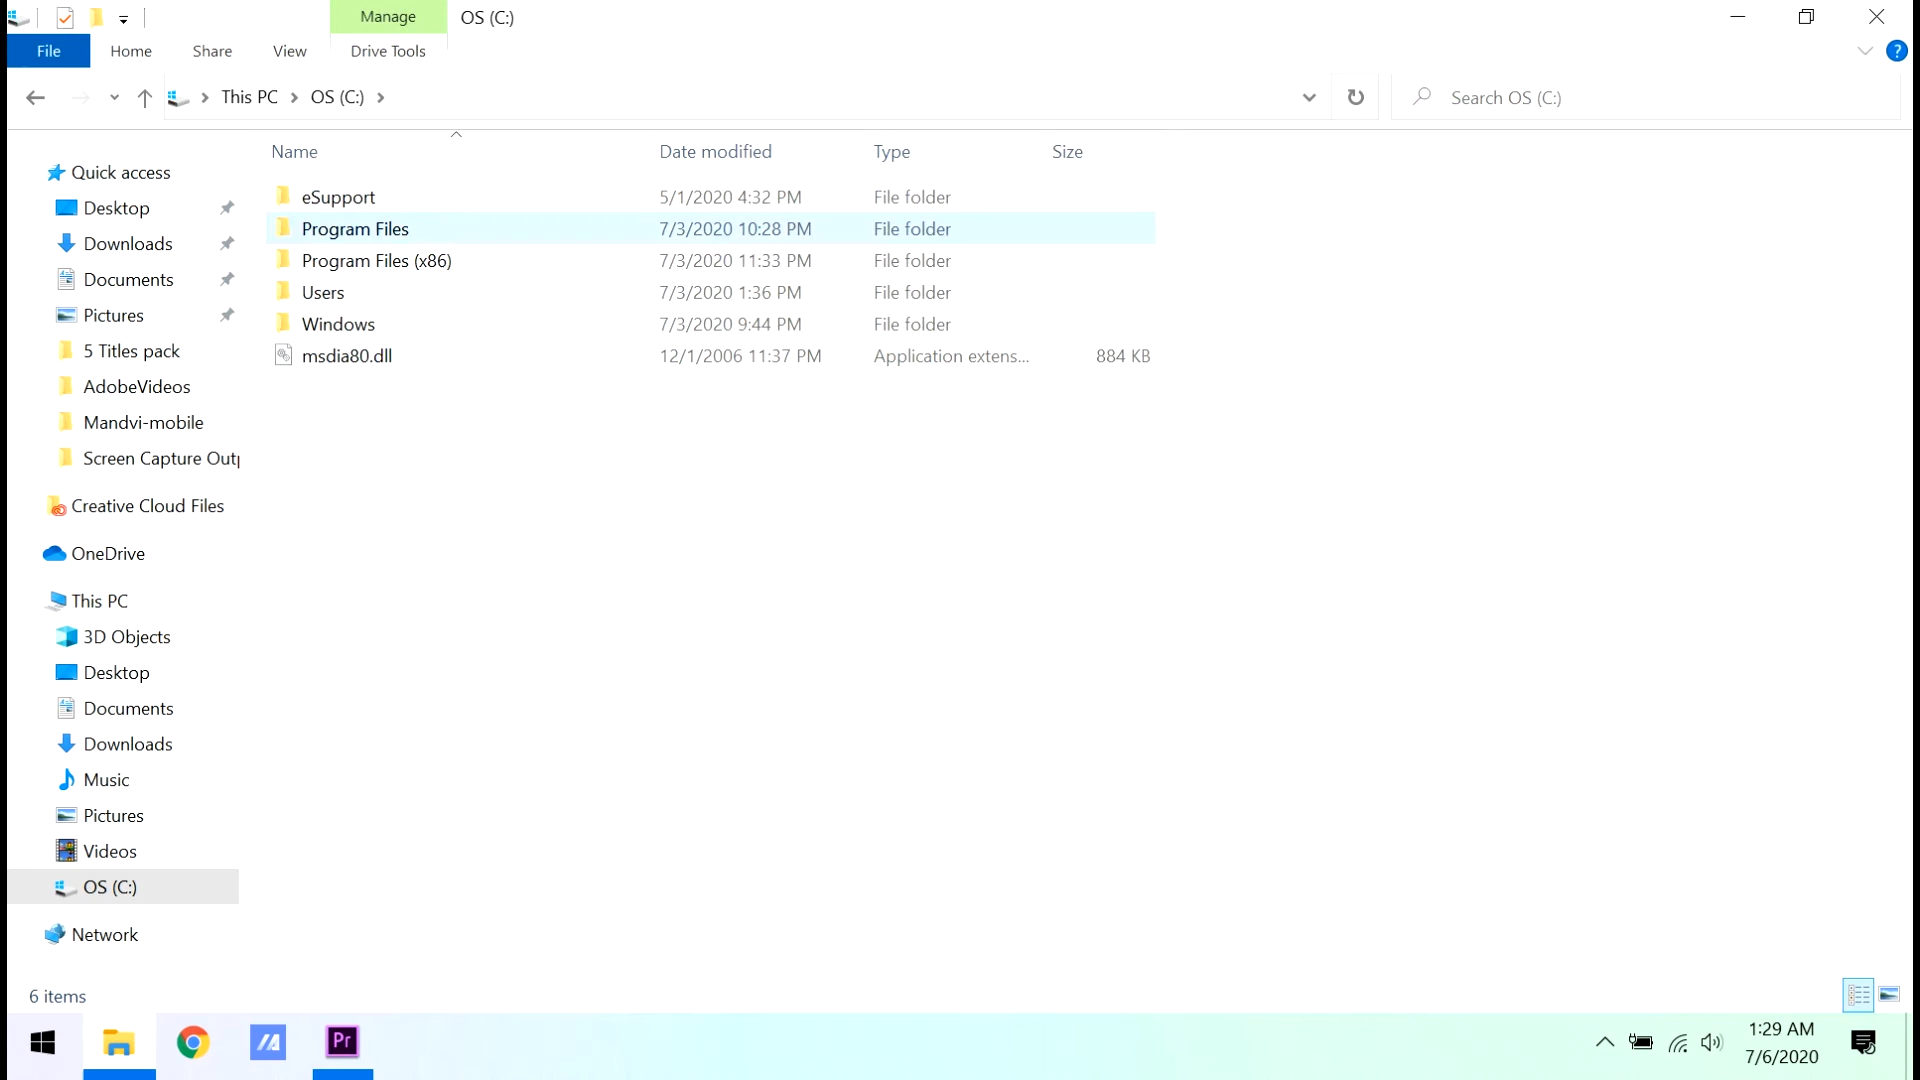 Manage
OS (C:)
File
Home
Share
View
Drive Tools
This PC
OS (C:)
Search OS (C:)
Name
Date modified
Type
Size
eSupport
5/1/2020 4:32 PM
File folder
Program Files
7/3/2020 10:28 PM
File folder
Program Files (x86)
7/3/2020 11:33 PM
File folder
Users
7/3/2020 1:36 PM
File folder
Windows
7/3/2020 9:44 PM
File folder
msdia80.dll
12/1/2006 11:37 PM
Application extens...
884 KB
Quick access
Desktop
Downloads
Documents
Pictures
5 Titles pack
AdobeVideos
Mandvi-mobile
Screen Capture Outp
Creative Cloud Files
OneDrive
This PC
3D Objects
Desktop
Documents
Downloads
Music
Pictures
Videos
OS (C:)
Network
6 items
Pr
1:29 AM
7/6/2020